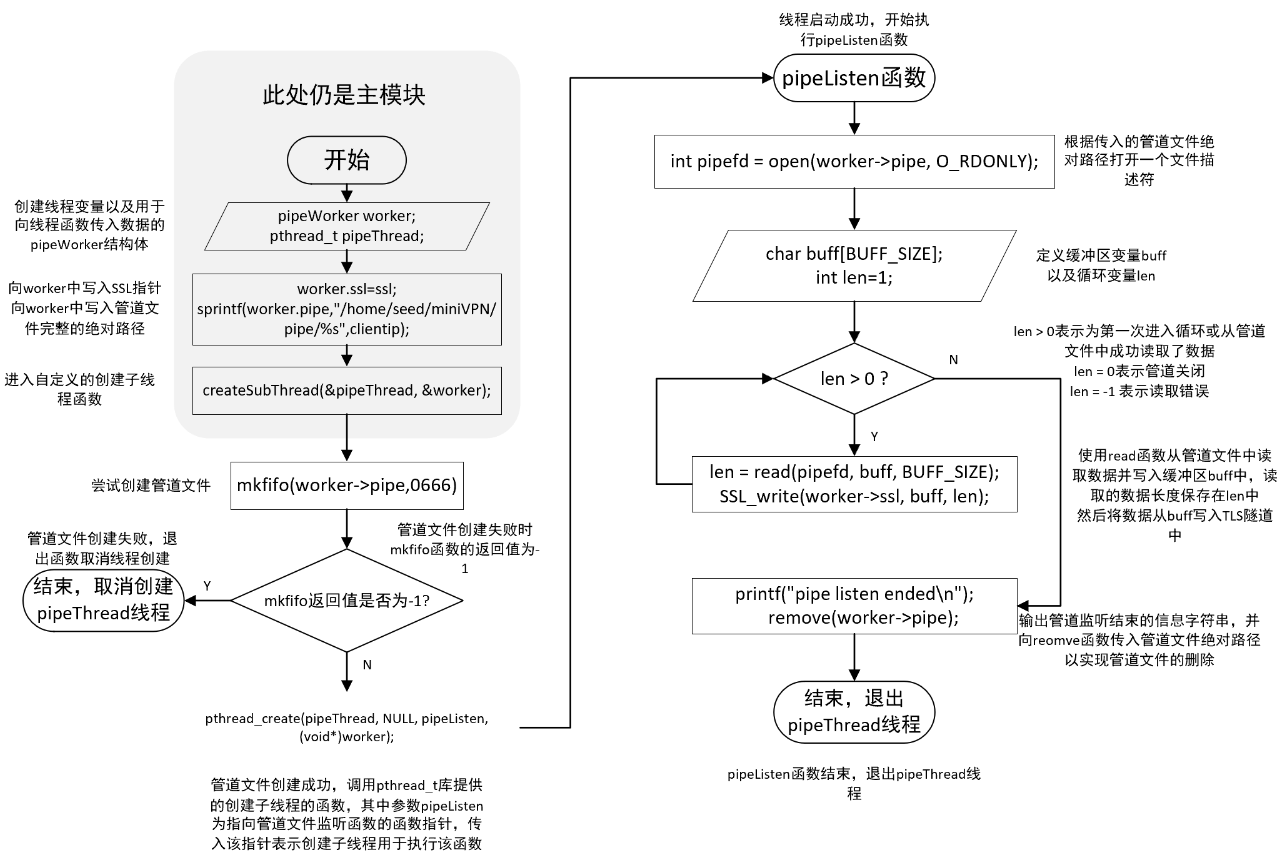 此处仍是主模块
开始
创建线程变量以及用于
向线程函数传入数据的
pipeWorker结构体
pipeWorker worker;
pthread_t pipeThread;
向worker中写入SSL指针
向worker中写入管道文
件完整的绝对路径
worker.ssl=ssl;
sprintf(worker.pipe,"/home/seed/miniVPN/
pipe/%s",clientip);
进入自定义的创建子线
程函数
createSubThread(&pipeThread, &worker);
尝试创建管道文件
mkfifo(worker->pipe,0666)
管道文件创建失败时
mkfifo函数的返回值为-
1
管道文件创建失败，退
出函数取消线程创建
结束，取消创建
pipeThread线程
Y
mkfifo返回值是否为-1?
N
pthread_create(pipeThread, NULL, pipeListen,
(void*)worker);
管道文件创建成功，调用pthread_t库提供
的创建子线程的函数，其中参数pipeListen
为指向管道文件监听函数的函数指针，传
入该指针表示创建子线程用于执行该函数
线程启动成功，开始执
行pipeListen函数
pipeListen函数
int pipefd = open(worker->pipe, O_RDONLY);
根据传入的管道文件绝
对路径打开一个文件描
述符
char buff[BUFF_SIZE];
int len=1;
定义缓冲区变量buff
以及循环变量len
len > 0 ?
N
len > 0表示为第一次进入循环或从管道
文件中成功读取了数据
len = 0表示管道关闭
len = -1 表示读取错误
Y
len = read(pipefd, buff, BUFF_SIZE);
SSL_write(worker->ssl, buff, len);
使用read函数从管道文件中读
取数据并写入缓冲区buff中，读
取的数据长度保存在len中
然后将数据从buff写入TLS隧道
中
printf("pipe listen ended\n");
remove(worker->pipe);
输出管道监听结束的信息字符串，并
向reomve函数传入管道文件绝对路径
以实现管道文件的删除
结束，退出
pipeThread线程
pipeListen函数结束，退出pipeThread线
程